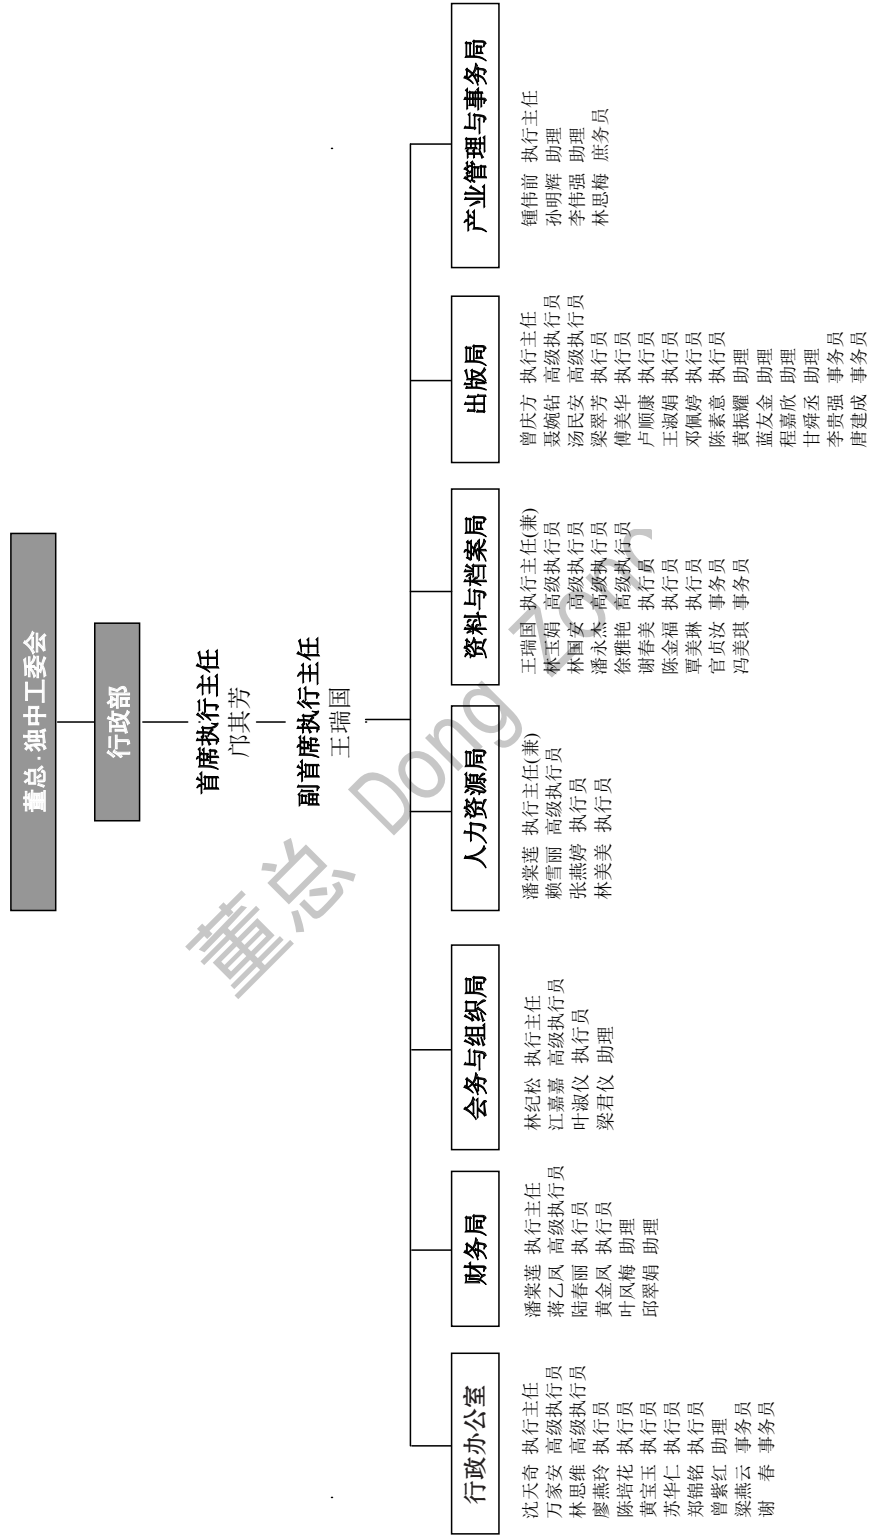 董总·独中工委会
行政部
首席执行主任
邝其芳
副首席执行主任
王瑞国
行政办公室
沈天奇 执行主任
万家安 高级执行员
林思维 高级执行员
廖燕玲 执行员
陈培花 执行员
黄宝玉 执行员
苏华仁 执行员
郑锦铭 执行员
曾紫红 助理
梁燕云 事务员
谢 春 事务员
财务局
潘棠莲 执行主任
蒋乙凤 高级执行员
陆春丽 执行员
黄金凤 执行员
叶风梅 助理
邱翠娟 助理
会务与组织局
林纪松 执行主任
江嘉嘉 高级执行员
叶淑仪 执行员
梁君仪 助理
人力资源局
潘棠莲 执行主任(兼)
赖雪丽 高级执行员
张燕婷 执行员
林美美 执行员
资料与档案局
王瑞国 执行主任(兼)
林玉娟 高级执行员
林国安 高级执行员
潘永杰 高级执行员
徐雅艳 高级执行员
谢春美 执行员
陈金福 执行员
覃美琳 执行员
官贞汝 事务员
冯美琪 事务员
出版局
曾庆方 执行主任
聂婉钻 高级执行员
汤民安 高级执行员
梁翠芳 执行员
傅美华 执行员
卢顺康 执行员
王淑娟 执行员
邓佩婷 执行员
陈素意 执行员
黄振耀 助理
蓝友金 助理
程嘉欣 助理
甘舜丞 助理
李贵强 事务员
唐建成 事务员
产业管理与事务局
锺伟前 执行主任
孙明辉 助理
李伟强 助理
林思梅 庶务员
董总 Dong Zong